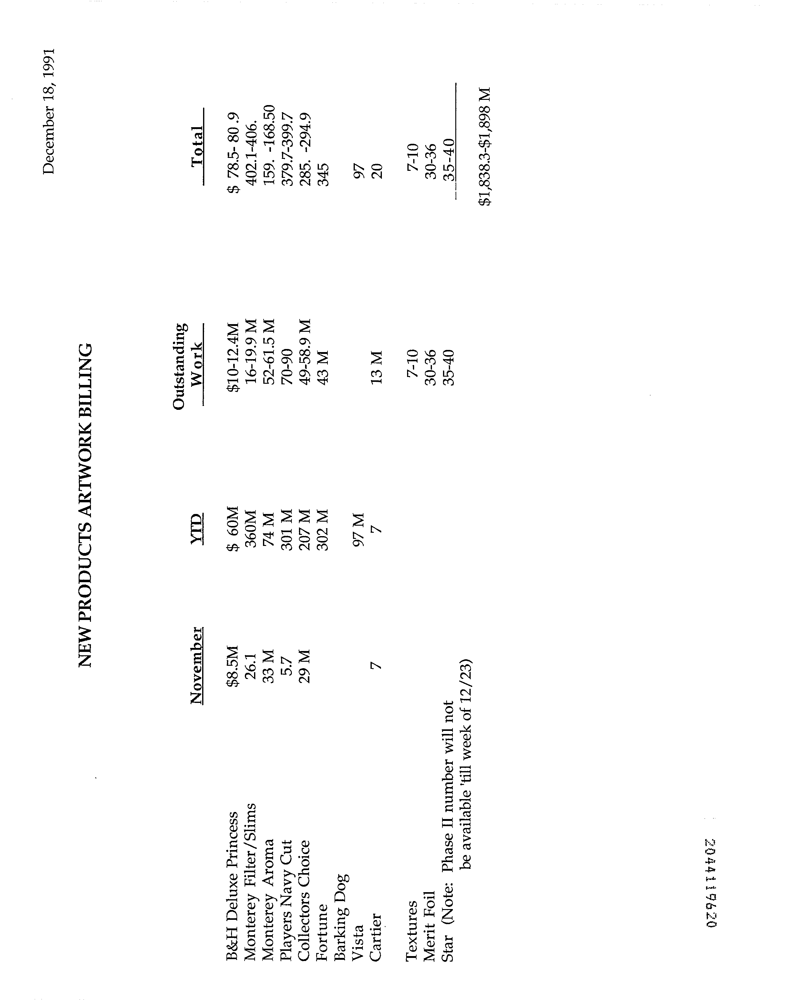 December 18, 1991
NEW PRODUCTS ARTWORK BILLING
Outstanding
November YTD Work Total
B&H Deluxe Princess $8.5M $ 60M $10-12.4M $ 78.5- 80 .9
Monterey Filter/Slims 26.1 360M 16-19.9 M 402.1-406.
Monterey Aroma 33 M 74 M 52-61.5 M 159. -168.50
Players Navy Cut 5.7 301 M 70-90 379.7-399.7
Collectors Choice 29 M 207 M 49-58.9 M 285. -294.9
Fortune 302 M 43 M 345
Barking Dog
Vista 97 M 97
Cartier 7 7 13 M 20
Textures 7-10 7-10
Merit Foil 30-36 30-36
Star (Note: Phase II number will not 35-40 35-40
be available 'till week of 12/23)
$1,838.3-$1,898 M
2044119620